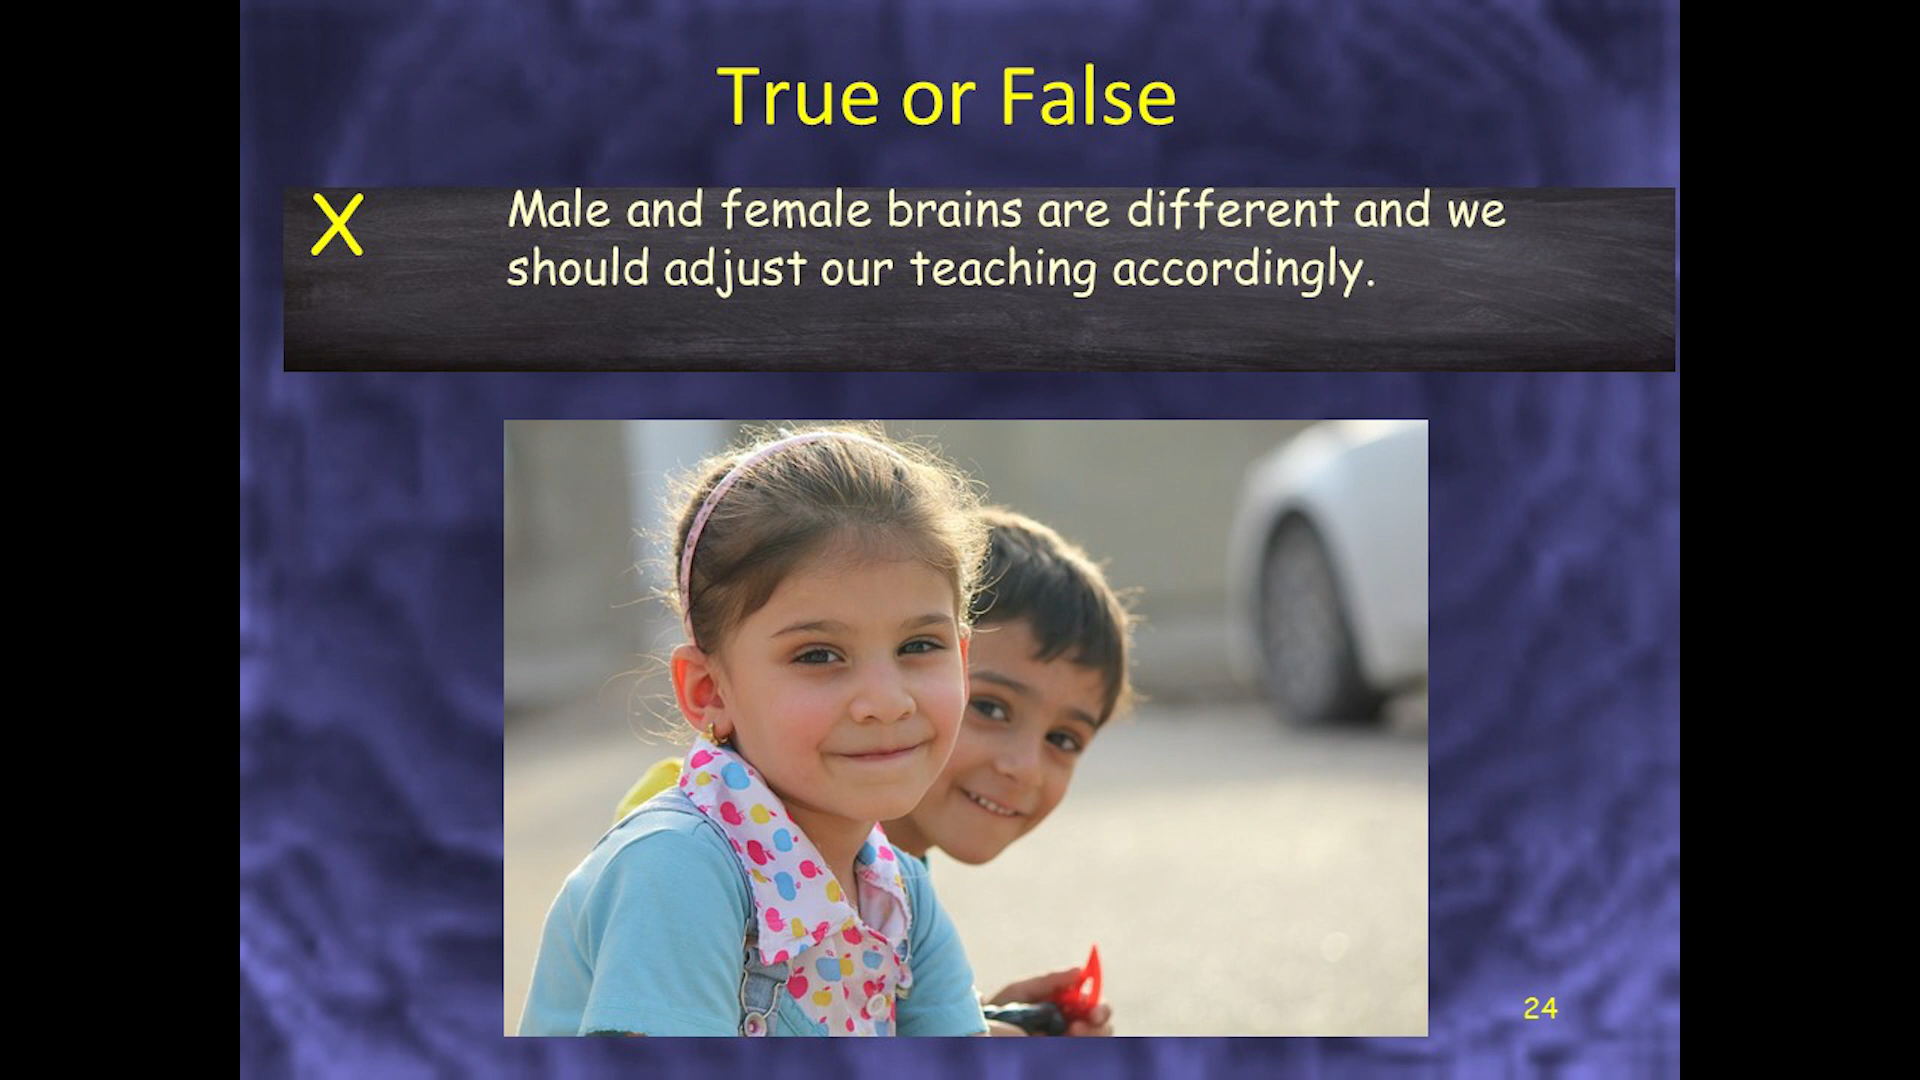 True or False
X
Male and female brains are different and we
should adjust our teaching accordingly.
24